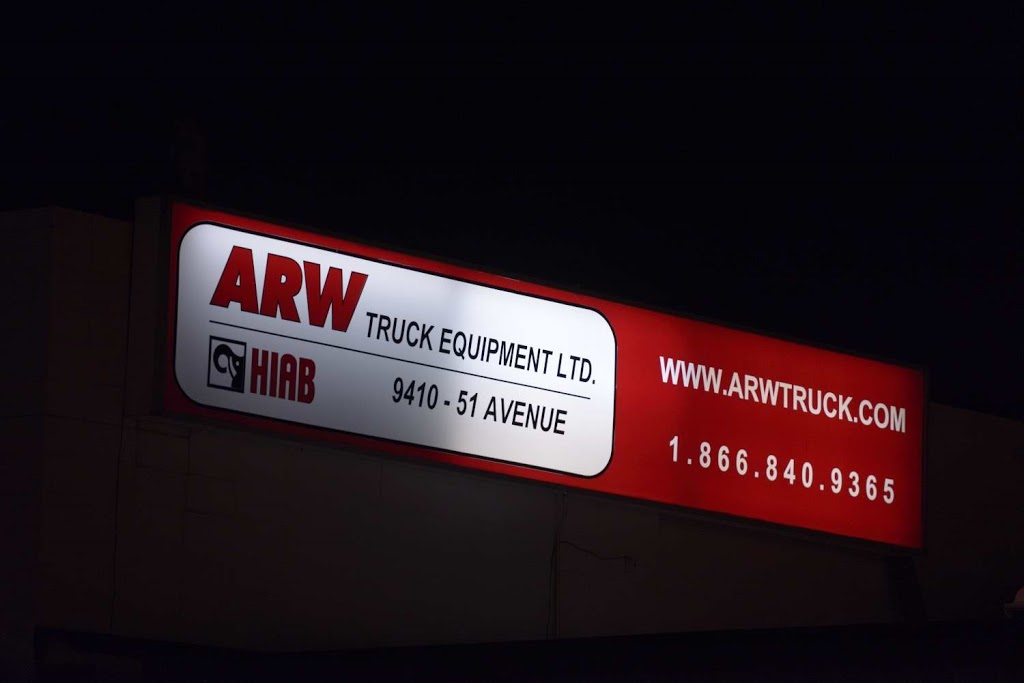 ARW TRUCK EQUIPMENT LTD.
HIAB 9410 - 51 AVENUE
WWW.ARWTRUCK.COM
1.866.840.9365